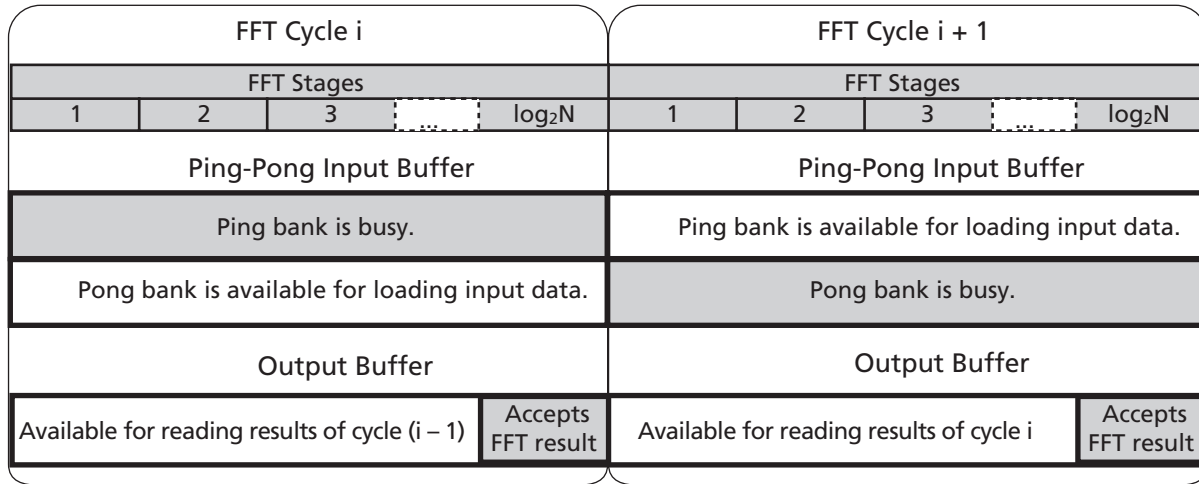 FFT Cycle i FFT Cycle i + 1
FFT Stages FFT Stages
1 2 3 ... log₂N 1 2 3 ... log₂N
Ping-Pong Input Buffer Ping-Pong Input Buffer
Ping bank is busy. Ping bank is available for loading input data.
Pong bank is available for loading input data. Pong bank is busy.
Output Buffer Output Buffer
Available for reading results of cycle (i – 1) Accepts FFT result Available for reading results of cycle i Accepts FFT result